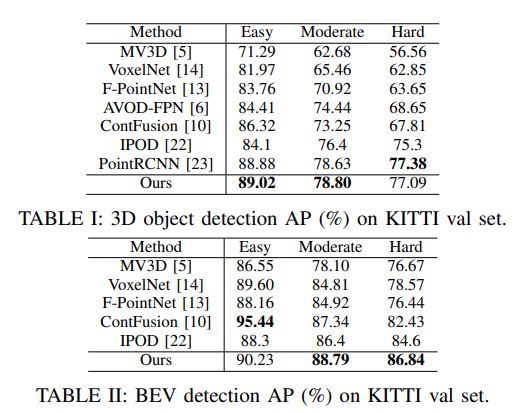 Method Easy Moderate Hard
MV3D [5] 71.29 62.68 56.56
VoxelNet [14] 81.97 65.46 62.85
F-PointNet [13] 83.76 70.92 63.65
AVOD-FPN [6] 84.41 74.44 68.65
ContFusion [10] 86.32 73.25 67.81
IPOD [22] 84.1 76.4 75.3
PointRCNN [23] 88.88 78.63 77.38
Ours 89.02 78.80 77.09
TABLE I: 3D object detection AP (%) on KITTI val set.
Method Easy Moderate Hard
MV3D [5] 86.55 78.10 76.67
VoxelNet [14] 89.60 84.81 78.57
F-PointNet [13] 88.16 84.92 76.44
ContFusion [10] 95.44 87.34 82.43
IPOD [22] 88.3 86.4 84.6
Ours 90.23 88.79 86.84
TABLE II: BEV detection AP (%) on KITTI val set.